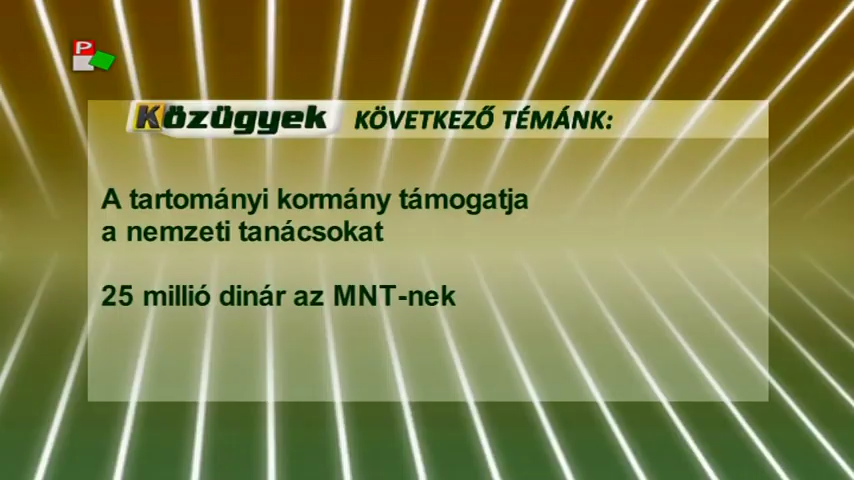 P
Közügyek KÖVETKEZŐ TÉMÁNK:
A tartományi kormány támogatja
a nemzeti tanácsokat
25 millió dinár az MNT-nek